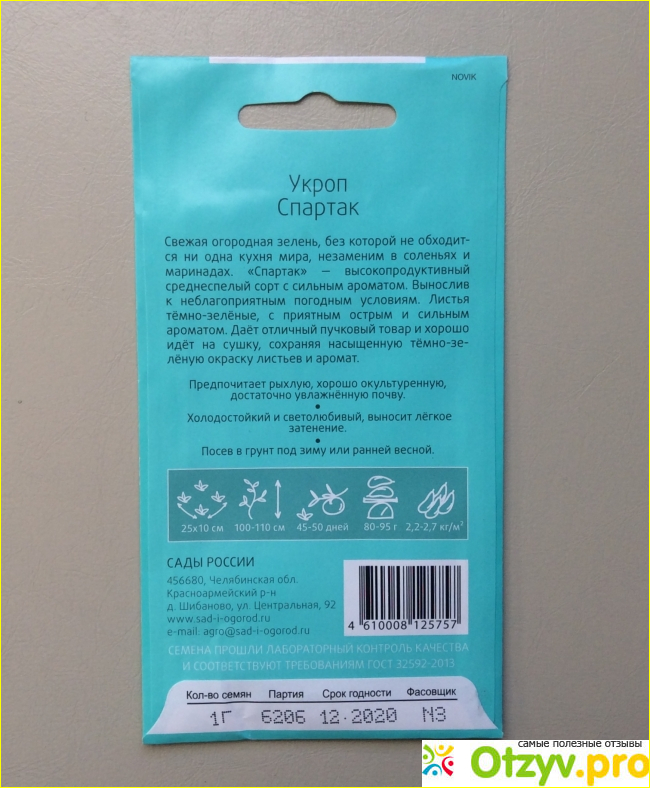 NOVIK
Укроп
Спартак
Свежая огородная зелень, без которой не обходит-
ся ни одна кухня мира, незаменим в соленьях и
маринадах. «Спартак» — высокопродуктивный
среднеспелый сорт с сильным ароматом. Вынослив
к неблагоприятным погодным условиям. Листья
тёмно-зелёные, с приятным острым и сильным
ароматом. Даёт отличный пучковый товар и хорошо
идёт на сушку, сохраняя насыщенную тёмно-зе-
лёную окраску листьев и аромат.
Предпочитает рыхлую, хорошо окультуренную,
достаточно увлажнённую почву.
Холодостойкий и светолюбивый, выносит лёгкое
затенение.
Посев в грунт под зиму или ранней весной.
25х10 см 100-110 см 45-50 дней 80-95 г 2,2-2,7 кг/м²
САДЫ РОССИИ
456680, Челябинская обл.
Красноармейский р-н
д. Шибаново, ул. Центральная, 92
www.sad-i-ogorod.ru
e-mail: agro@sad-i-ogorod.ru
4 610008 125757
СЕМЕНА ПРОШЛИ ЛАБОРАТОРНЫЙ КОНТРОЛЬ КАЧЕСТВА
И СООТВЕТСТВУЮТ ТРЕБОВАНИЯМ ГОСТ 32592-2013
Кол-во семян Партия Срок годности Фасовщик
1Г 6206 12.2020 N3
самые полезные отзывы
Otzyv.pro